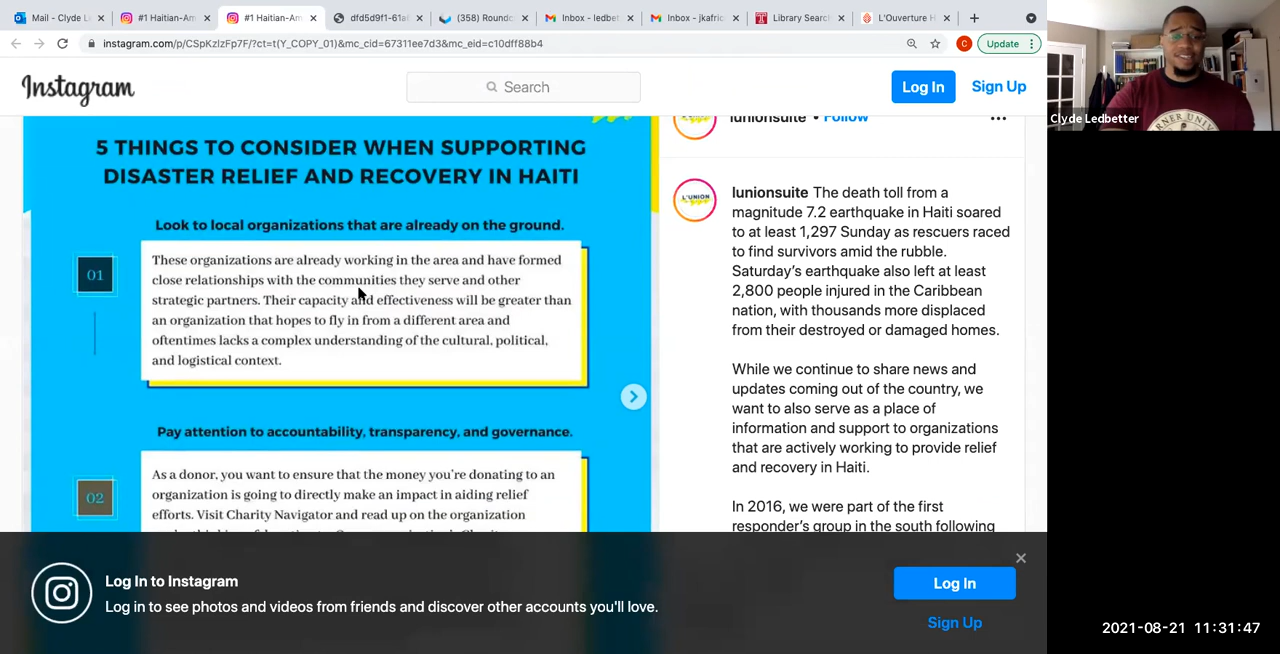 Mail - Clyde L
#1 Haitian-Am
#1 Haitian-Am
dfd5d9f1-61a
(358) Roundc
Inbox - ledbet
Inbox - jkafric
Library Searc
L'Ouverture H
instagram.com/p/CSpKzlzFp7F/?ct=t(Y_COPY_01)&mc_cid=67311ee7d3&mc_eid=c10dff88b4
C
Update
Instagram
Search
Log In
Sign Up
5 THINGS TO CONSIDER WHEN SUPPORTING
DISASTER RELIEF AND RECOVERY IN HAITI
Look to local organizations that are already on the ground.
01
These organizations are already working in the area and have formed
close relationships with the communities they serve and other
strategic partners. Their capacity and effectiveness will be greater than
an organization that hopes to fly in from a different area and
oftentimes lacks a complex understanding of the cultural, political,
and logistical context.
Pay attention to accountability, transparency, and governance.
02
As a donor, you want to ensure that the money you're donating to an
organization is going to directly make an impact in aiding relief
efforts. Visit Charity Navigator and read up on the organization
lunionsuite • Follow
L'UNION
lunionsuite The death toll from a
magnitude 7.2 earthquake in Haiti soared
to at least 1,297 Sunday as rescuers raced
to find survivors amid the rubble.
Saturday's earthquake also left at least
2,800 people injured in the Caribbean
nation, with thousands more displaced
from their destroyed or damaged homes.
While we continue to share news and
updates coming out of the country, we
want to also serve as a place of
information and support to organizations
that are actively working to provide relief
and recovery in Haiti.
In 2016, we were part of the first
responder's group in the south following
Log In to Instagram
Log in to see photos and videos from friends and discover other accounts you'll love.
Log In
Sign Up
Clyde Ledbetter
2021-08-21 11:31:47